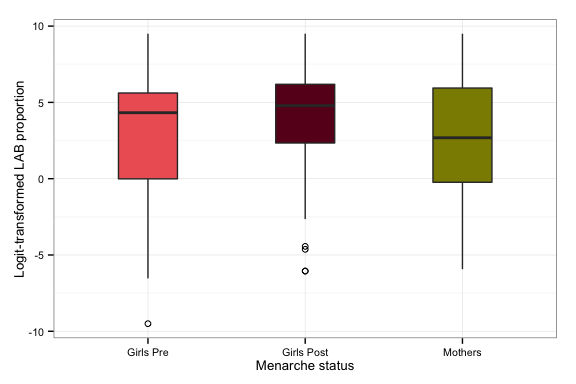 Logit-transformed LAB proportion
10
5
0
-5
-10
Girls Pre
Girls Post
Mothers
Menarche status